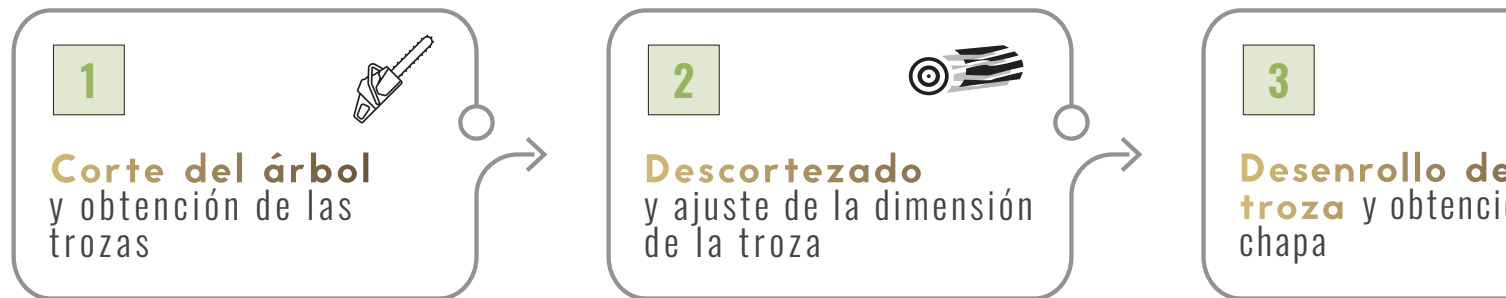 1
Corte del árbol
y obtención de las
trozas
2
Descortezado
y ajuste de la dimensión
de la troza
3
Desenrollo de
troza y
chapa